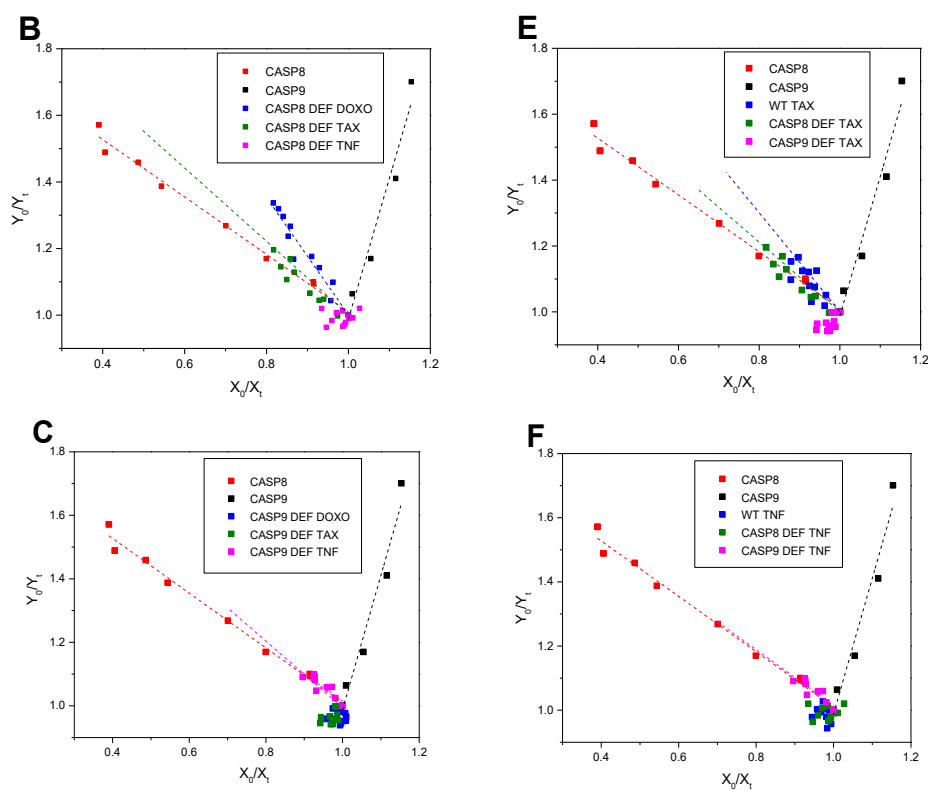 B
1.8
1.6
1.4
1.2
1.0
Y0/Yt
CASP8
CASP9
CASP8 DEF DOXO
CASP8 DEF TAX
CASP8 DEF TNF
0.4 0.6 0.8 1.0 1.2
X0/Xt
E
1.8
1.6
1.4
1.2
1.0
Y0/Yt
CASP8
CASP9
WT TAX
CASP8 DEF TAX
CASP9 DEF TAX
0.4 0.6 0.8 1.0 1.2
X0/Xt
C
1.8
1.6
1.4
1.2
1.0
Y0/Yt
CASP8
CASP9
CASP9 DEF DOXO
CASP9 DEF TAX
CASP9 DEF TNF
0.4 0.6 0.8 1.0 1.2
X0/Xt
F
1.8
1.6
1.4
1.2
1.0
Y0/Yt
CASP8
CASP9
WT TNF
CASP8 DEF TNF
CASP9 DEF TNF
0.4 0.6 0.8 1.0 1.2
X0/Xt